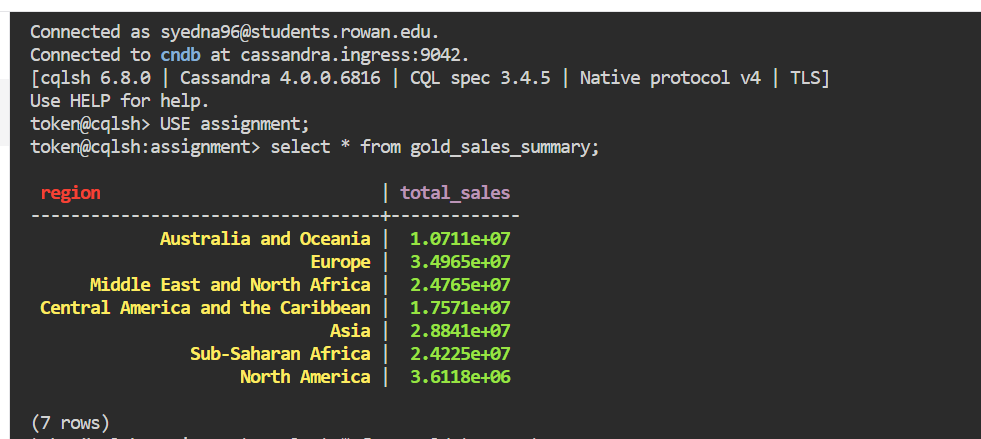 Connected as syedna96@students.rowan.edu.
Connected to cndb at cassandra.ingress:9042.
[cqlsh 6.8.0 | Cassandra 4.0.0.6816 | CQL spec 3.4.5 | Native protocol v4 | TLS]
Use HELP for help.
token@cqlsh> USE assignment;
token@cqlsh:assignment> select * from gold_sales_summary;
region | total_sales
-----------------------------------+-------------
Australia and Oceania | 1.0711e+07
Europe | 3.4965e+07
Middle East and North Africa | 2.4765e+07
Central America and the Caribbean | 1.7571e+07
Asia | 2.8841e+07
Sub-Saharan Africa | 2.4225e+07
North America | 3.6118e+06
(7 rows)